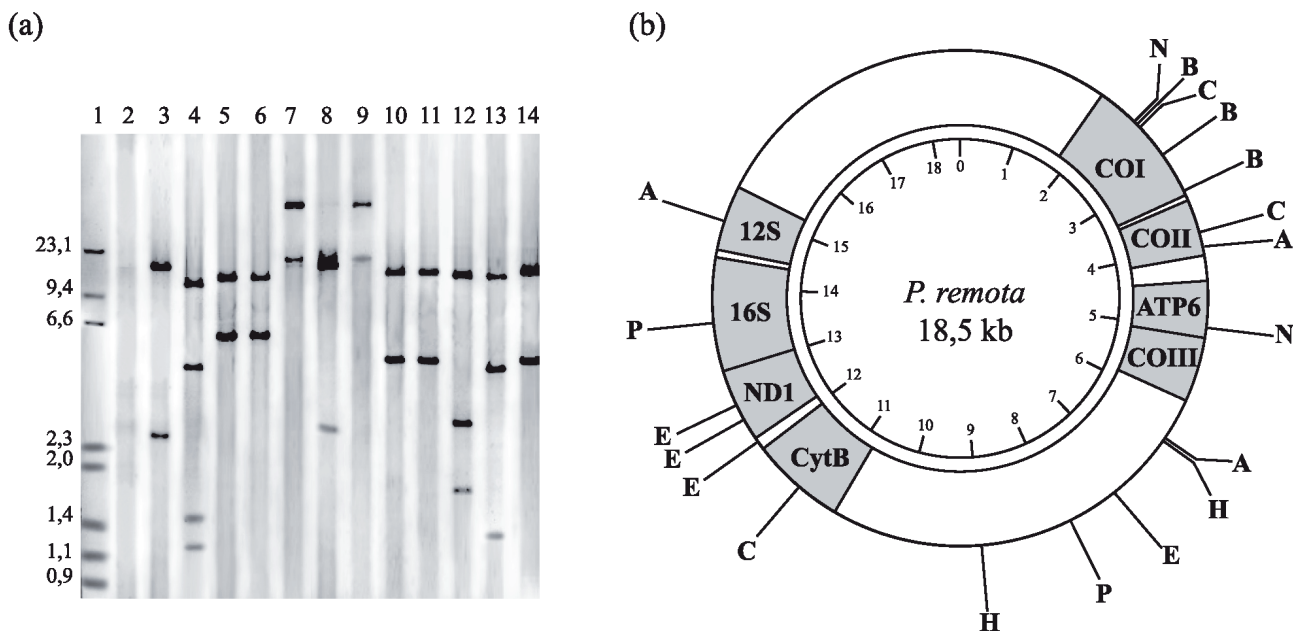 (a)
1 2 3 4 5 6 7 8 9 10 11 12 13 14
23,1
9,4
6,6
2,3
2,0
1,4
1,1
0,9
(b)
N
B
C
B
B
C
A
N
A
H
E
P
H
C
E
E
E
P
A
COI
COII
ATP6
COIII
CytB
ND1
16S
12S
0
1
2
3
4
5
6
7
8
9
10
11
12
13
14
15
16
17
18
P. remota
18,5 kb